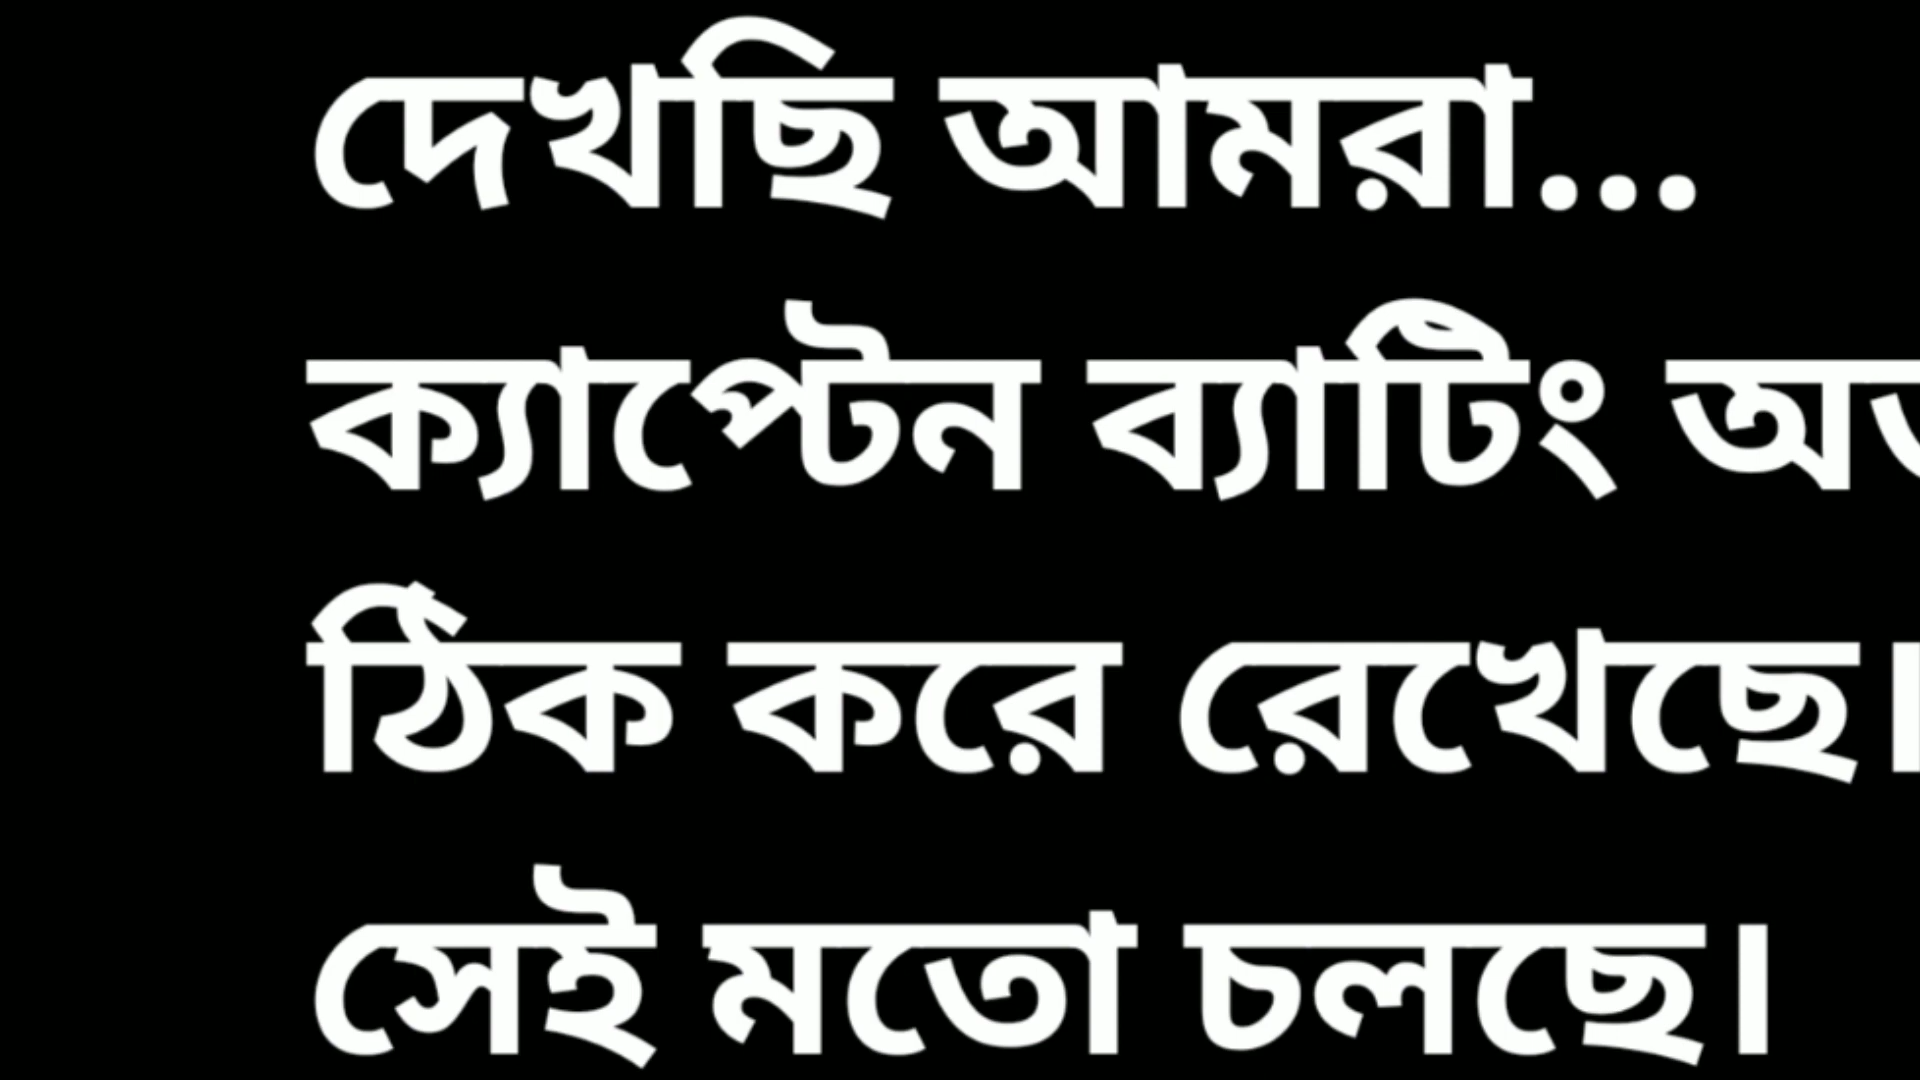 দেখছি আমরা...
ক্যাপ্টেন ব্যাটিং
ঠিক করে রেখেছে।
সেই মতো চলছে।